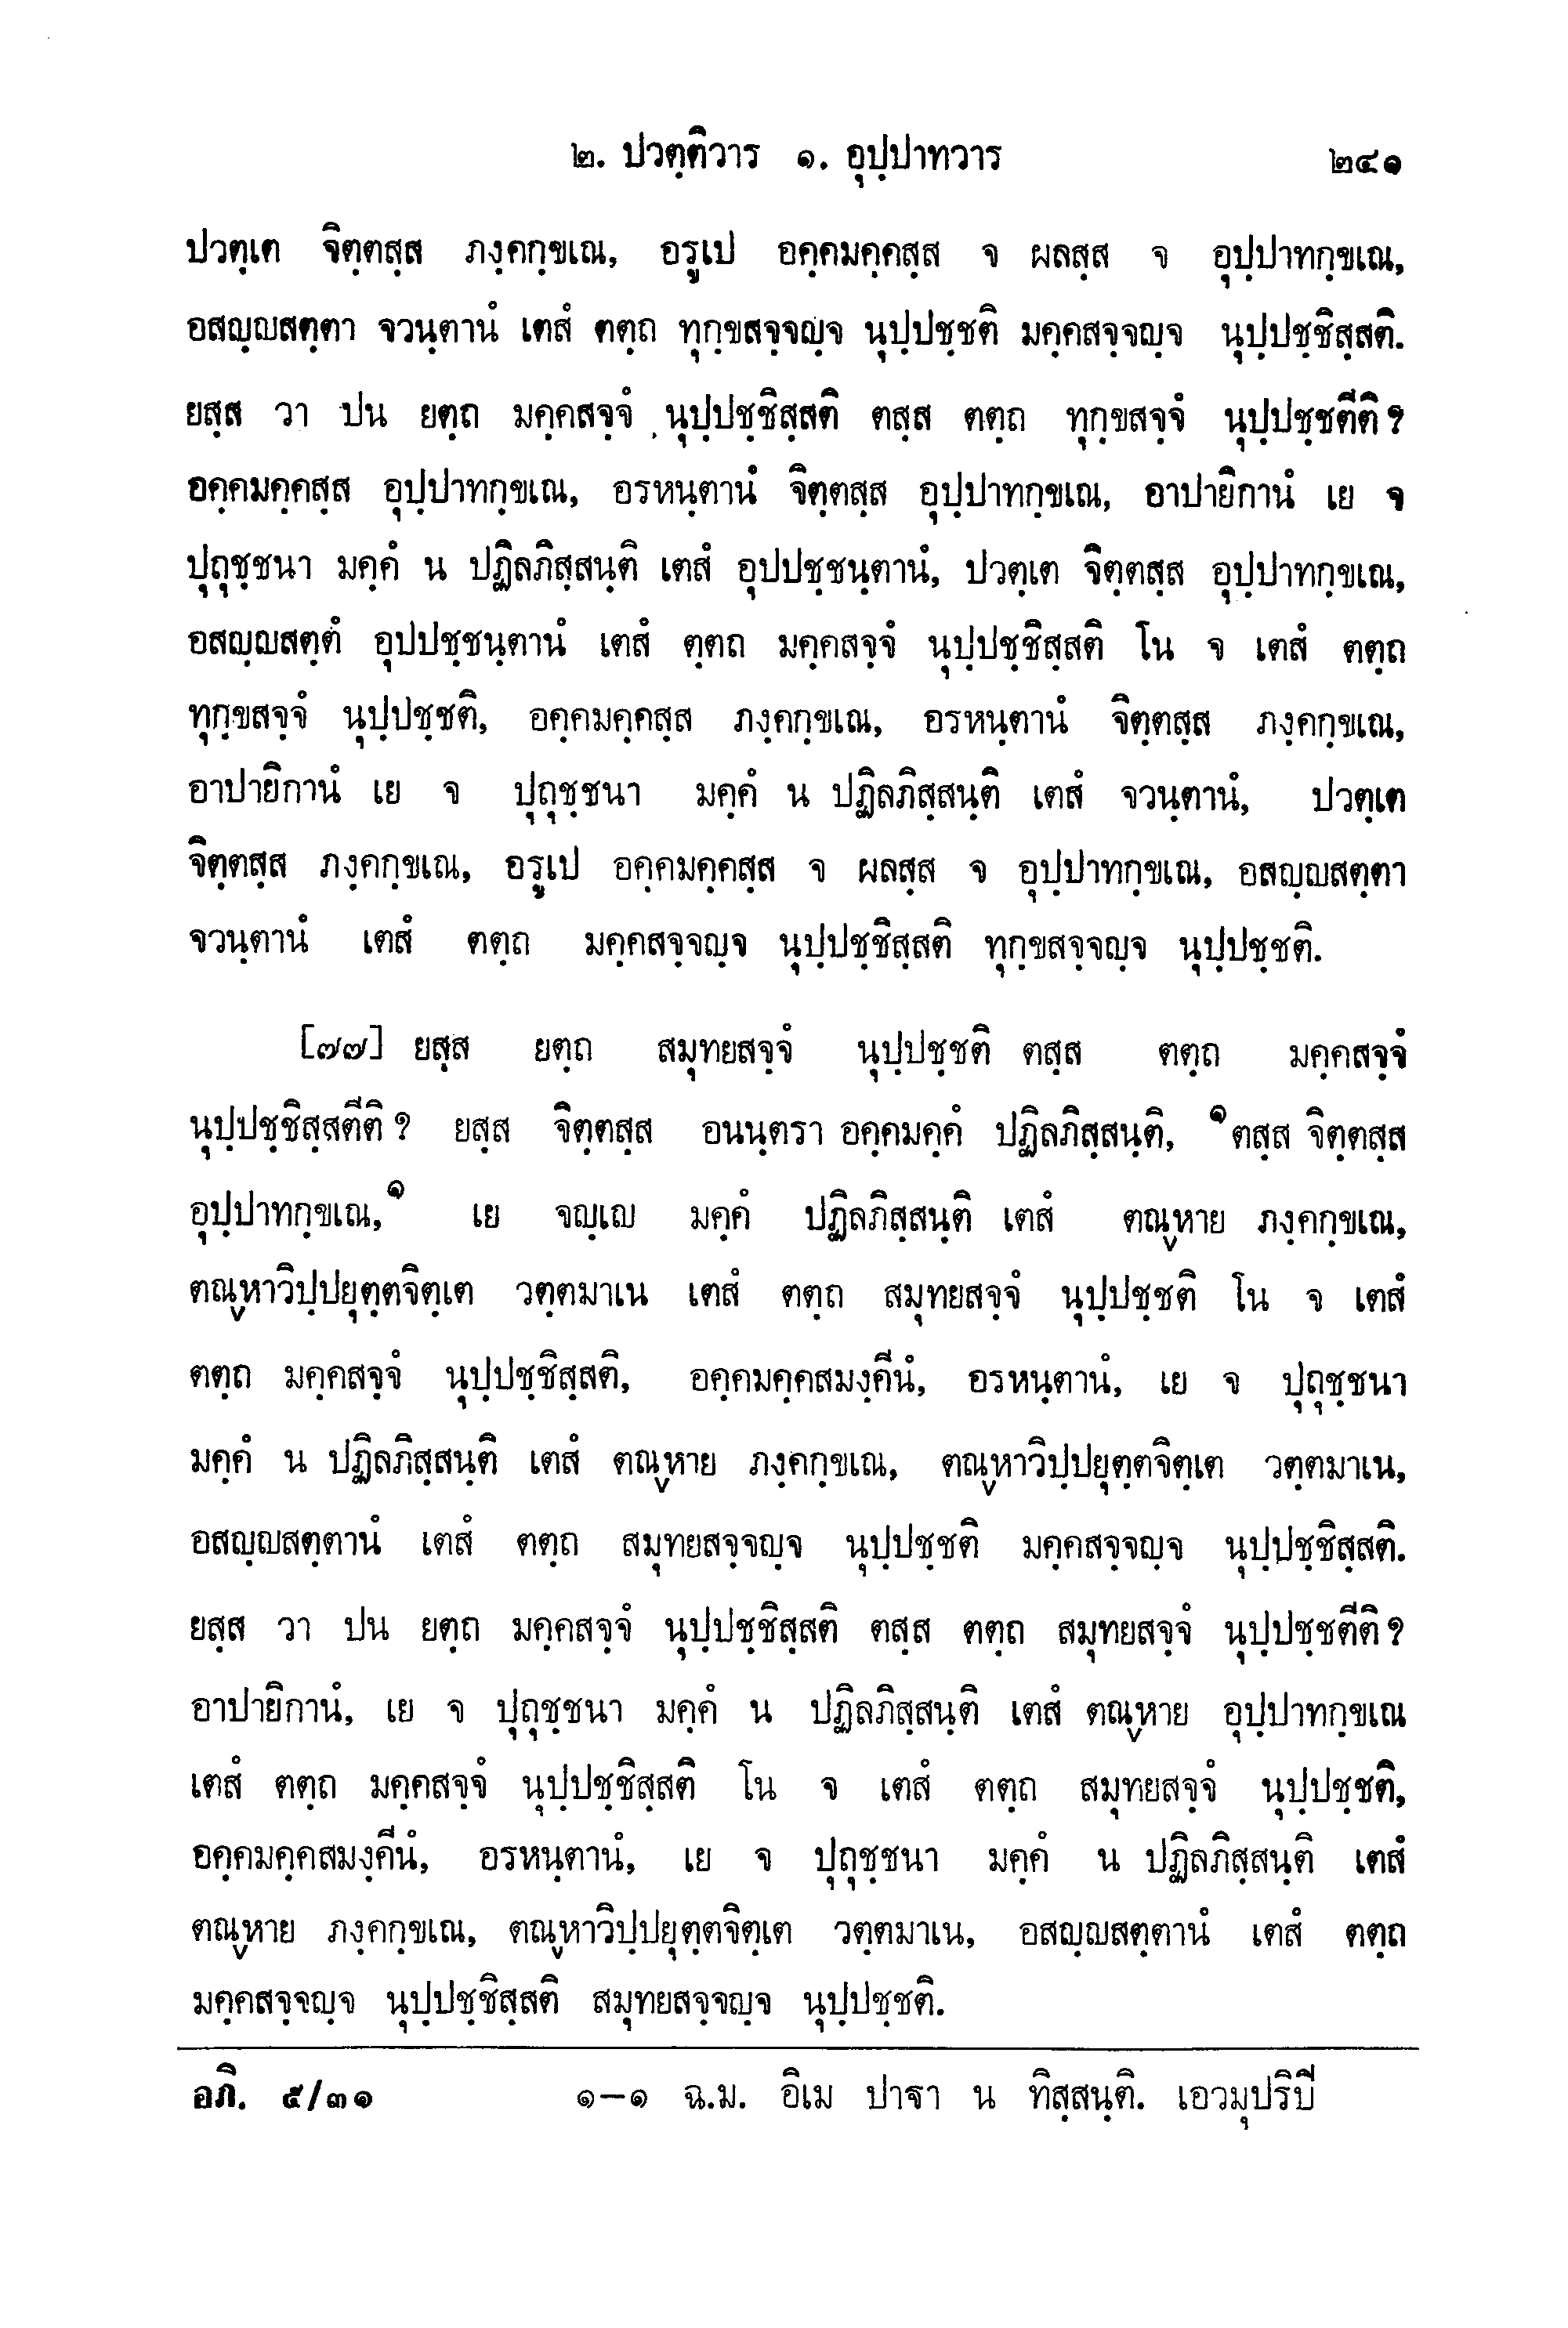 ๒. ปวตฺติวาร ๑. อุปฺปาทวาร ๒๔๑
ปวตฺเต จิตฺตสฺส ภงฺคกฺขเณ, อรูเป อคฺคมคฺคสฺส จ ผลสฺส จ อุปฺปาทกฺขเณ,
อสญฺญสตฺตา จวนฺตานํ เตสํ ตตฺถ ทุกฺขสจฺจญฺจ นุปฺปชฺชติ มคฺคสจฺจญฺจ นุปฺปชฺชิสฺสติ.
ยสฺส วา ปน ยตฺถ มคฺคสจฺจํ นุปฺปชฺชิสฺสติ ตสฺส ตตฺถ ทุกฺขสจฺจํ นุปฺปชฺชตีติ ?
อคฺคมคฺคสฺส อุปฺปาทกฺขเณ, อรหนฺตานํ จิตฺตสฺส อุปฺปาทกฺขเณ, อาปายิกานํ เย จ
ปุถุชฺชนา มคฺคํ น ปฏิลภิสฺสนฺติ เตสํ อุปปชฺชนฺตานํ, ปวตฺเต จิตฺตสฺส อุปฺปาทกฺขเณ,
อสญฺญสตฺตํ อุปปชฺชนฺตานํ เตสํ ตฺตถ มคฺคสจฺจํ นุปฺปชฺชิสฺสติ โน จ เตสํ ตตฺถ
ทุกฺขสจฺจํ นุปฺปชฺชติ, อคฺคมคฺคสฺส ภงฺคกฺขเณ, อรหนฺตานํ จิตฺตสฺส ภงฺคกฺขเณ,
อาปายิกานํ เย จ ปุถุชฺชนา มคฺคํ น ปฏิลภิสฺสนฺติ เตสํ จวนฺตานํ, ปวตฺเต
จิตฺตสฺส ภงฺคกฺขเณ, อรูเป อคฺคมคฺคสฺส จ ผลสฺส จ อุปฺปาทกฺขเณ, อสญฺญสตฺตา
จวนฺตานํ เตสํ ตตฺถ มคฺคสจฺจญฺจ นุปฺปชฺชิสฺสติ ทุกฺขสจฺจญฺจ นุปฺปชฺชติ.
[๗๗] ยสฺส ยตฺถ สมุทยสจฺจํ นุปฺปชฺชติ ตสฺส ตตฺถ มคฺคสจฺจํ
นุปฺปชฺชิสฺสตีติ ? ยสฺส จิตฺตสฺส อนนฺตรา อคฺคมคฺคํ ปฏิลภิสฺสนฺติ, ๑ตสฺส จิตฺตสฺส
อุปฺปาทกฺขเณ,๑ เย จญฺเญ มคฺคํ ปฏิลภิสฺสนฺติ เตสํ ตณฺหาย ภงฺคกฺขเณ,
ตณฺหาวิปฺปยุตฺตจิตฺเต วตฺตมาเน เตสํ ตตฺถ สมุทยสจฺจํ นุปฺปชฺชติ โน จ เตสํ
ตตฺถ มคฺคสจฺจํ นุปฺปชฺชิสฺสติ, อคฺคมคฺคสมงฺคีนํ, อรหนฺตานํ, เย จ ปุถุชฺชนา
มคฺคํ น ปฏิลภิสฺสนฺติ เตสํ ตณฺหาย ภงฺคกฺขเณ, ตณฺหาวิปฺปยุตฺตจิตฺเต วตฺตมาเน,
อสญฺญสตฺตานํ เตสํ ตตฺถ สมุทยสจฺจญฺจ นุปฺปชฺชติ มคฺคสจฺจญฺจ นุปฺปชฺชิสฺสติ.
ยสฺส วา ปน ยตฺถ มคฺคสจฺจํ นุปฺปชฺชิสฺสติ ตสฺส ตตฺถ สมุทยสจฺจํ นุปฺปชฺชตีติ ?
อาปายิกานํ, เย จ ปุถุชฺชนา มคฺคํ น ปฏิลภิสฺสนฺติ เตสํ ตณฺหาย อุปฺปาทกฺขเณ
เตสํ ตตฺถ มคฺคสจฺจํ นุปฺปชฺชิสฺสติ โน จ เตสํ ตตฺถ สมุทยสจฺจํ นุปฺปชฺชติ,
อคฺคมคฺคสมงฺคีนํ, อรหนฺตานํ, เย จ ปุถุชฺชนา มคฺคํ น ปฏิลภิสฺสนฺติ เตสํ
ตณฺหาย ภงฺคกฺขเณ, ตณฺหาวิปฺปยุตฺตจิตฺเต วตฺตมาเน, อสญฺญสตฺตานํ เตสํ ตตฺถ
มคฺคสจฺจญฺจ นุปฺปชฺชิสฺสติ สมุทยสจฺจญฺจ นุปฺปชฺชติ.
อภิ. ๕/๓๑ ๑–๑ ฉ.ม. อิเม ปาฐา น ทิสฺสนฺติ. เอวมุปริปี